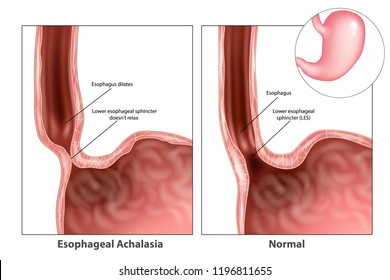 Esophagus dilates
Lower esophageal sphincter
doesn't relax
Esophageal Achalasia
Esophagus
Lower esophageal
sphincter (LES)
Normal
shutterstock.com · 1196811655